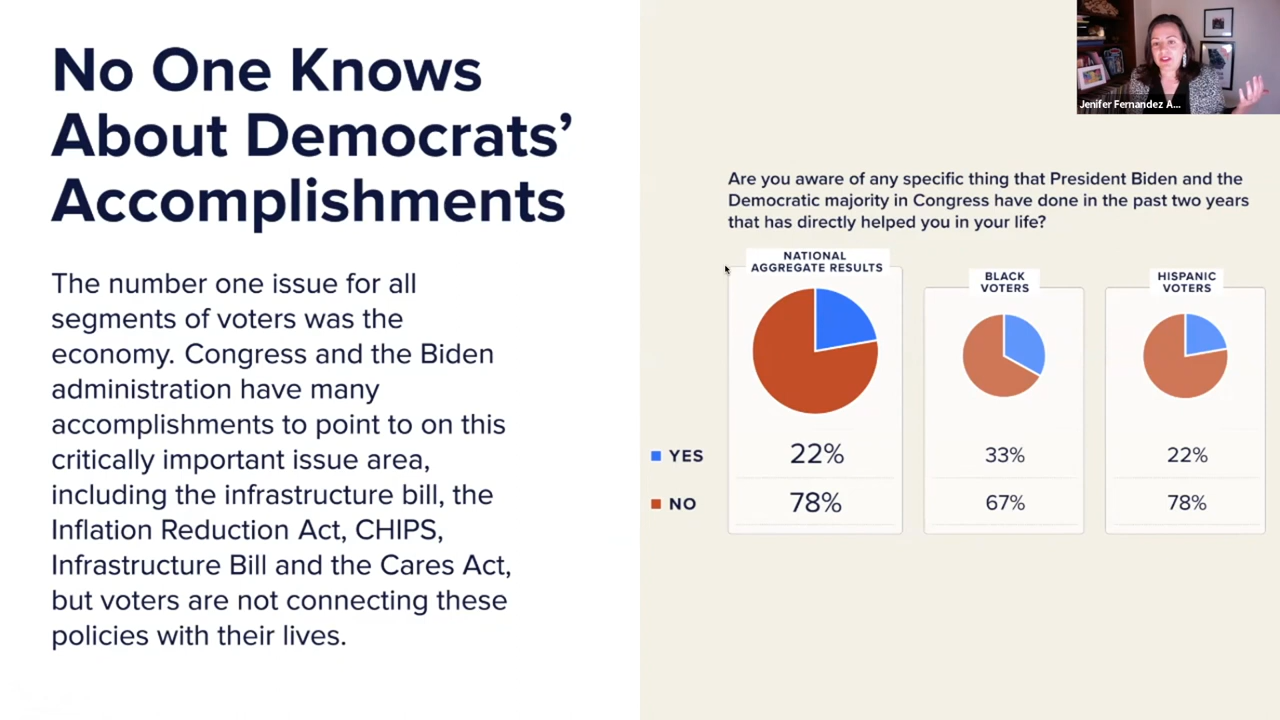 No One Knows
About Democrats’
Accomplishments
The number one issue for all
segments of voters was the
economy. Congress and the Biden
administration have many
accomplishments to point to on this
critically important issue area,
including the infrastructure bill, the
Inflation Reduction Act, CHIPS,
Infrastructure Bill and the Cares Act,
but voters are not connecting these
policies with their lives.
Jenifer Fernandez A...
Are you aware of any specific thing that President Biden and the
Democratic majority in Congress have done in the past two years
that has directly helped you in your life?
NATIONAL
AGGREGATE RESULTS
BLACK
VOTERS
HISPANIC
VOTERS
YES 22% 33% 22%
NO 78% 67% 78%